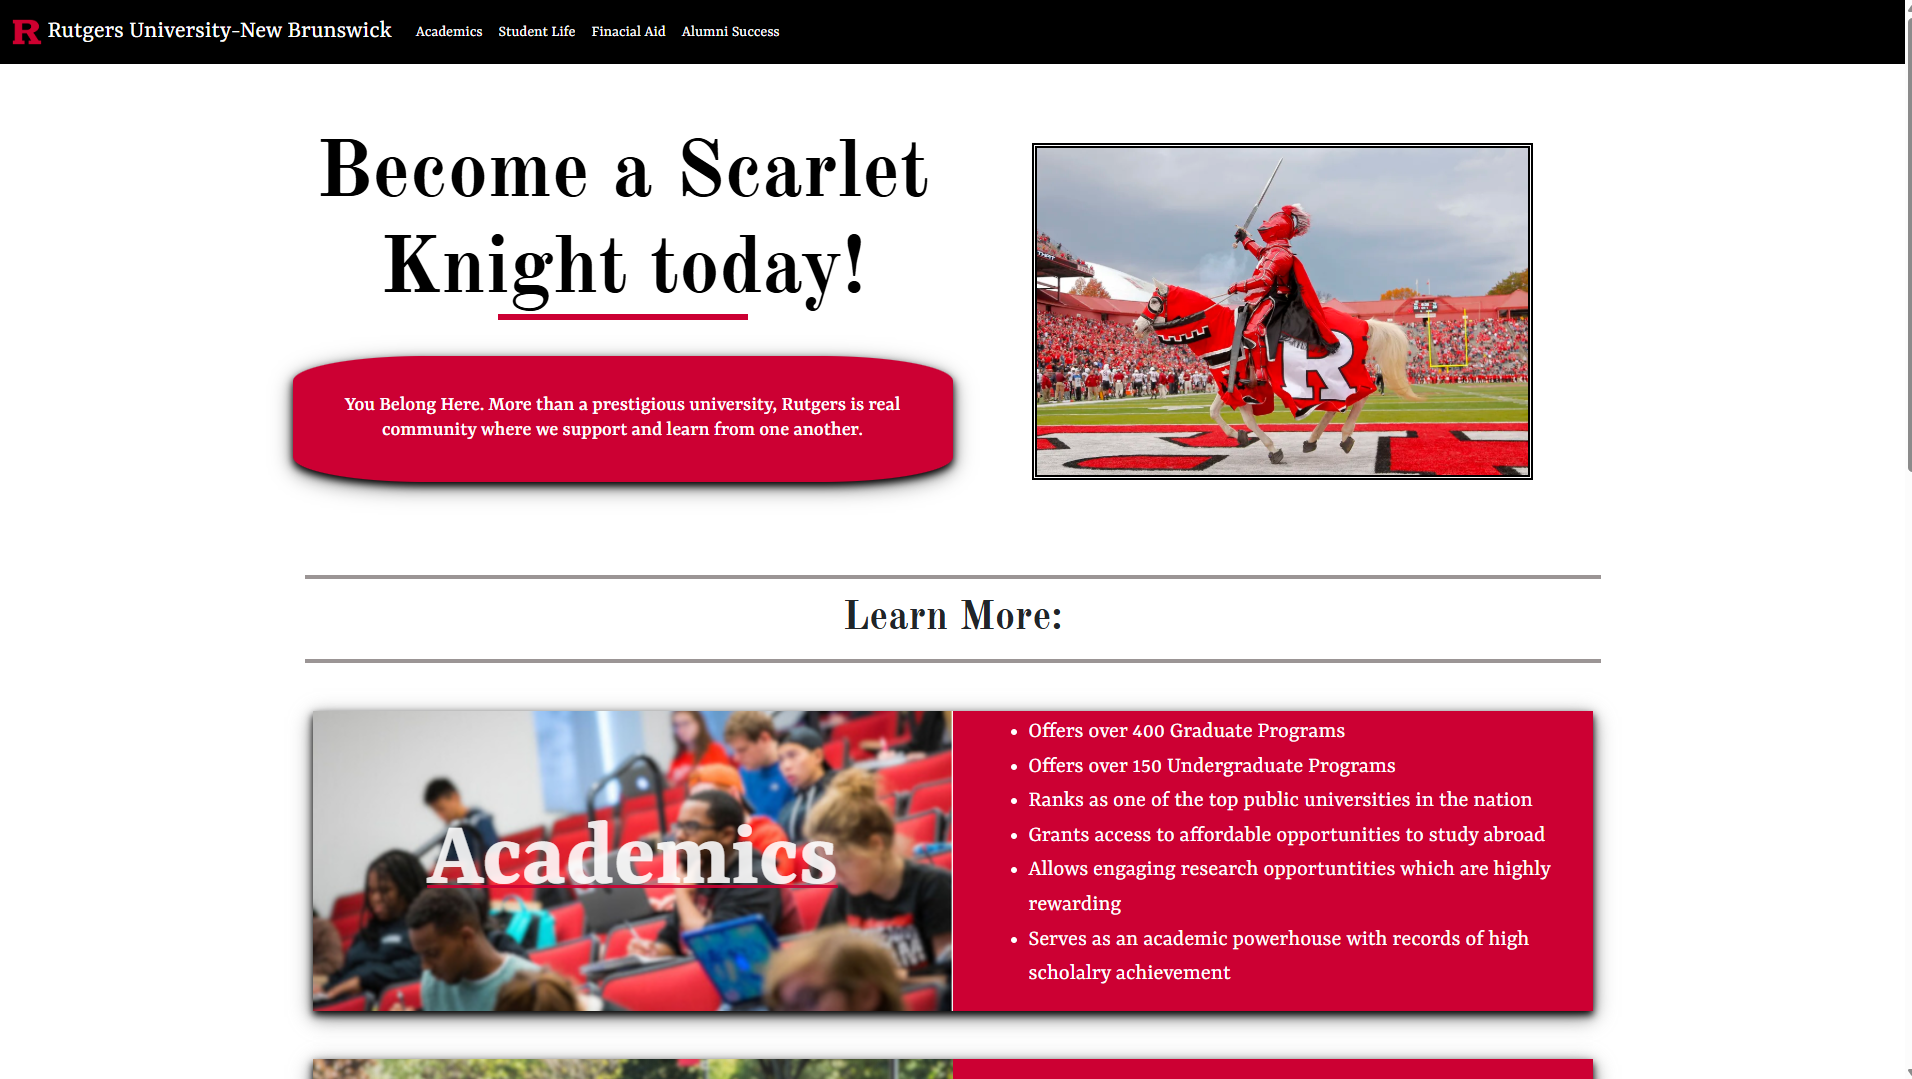 R Rutgers University-New Brunswick Academics Student Life Finacial Aid Alumni Success
Become a Scarlet
Knight today!
You Belong Here. More than a prestigious university, Rutgers is real
community where we support and learn from one another.
R
Learn More:
Academics
• Offers over 400 Graduate Programs
• Offers over 150 Undergraduate Programs
• Ranks as one of the top public universities in the nation
• Grants access to affordable opportunities to study abroad
• Allows engaging research opportuntities which are highly
rewarding
• Serves as an academic powerhouse with records of high
scholalry achievement